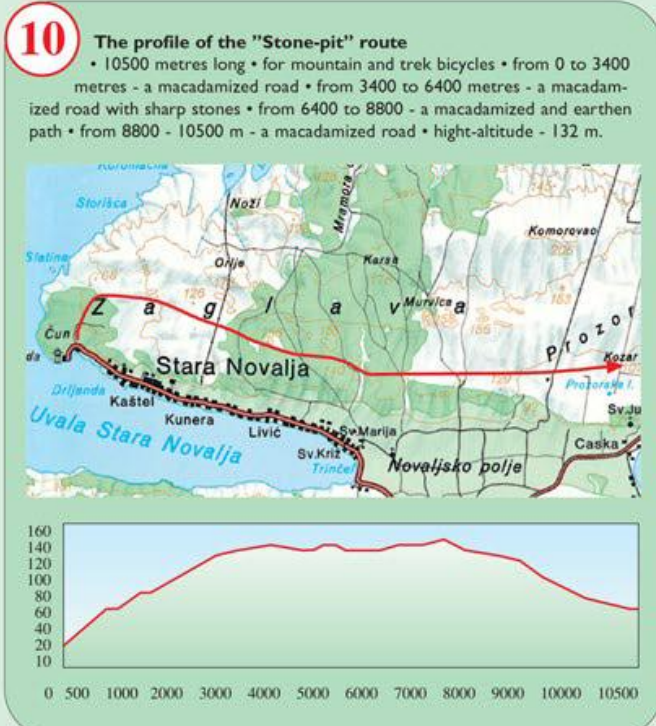 10
The profile of the "Stone-pit" route
• 10500 metres long • for mountain and trek bicycles • from 0 to 3400
metres - a macadamized road • from 3400 to 6400 metres - a macadam-
ized road with sharp stones • from 6400 to 8800 - a macadamized and earthen
path • from 8800 - 10500 m - a macadamized road • hight-altitude - 132 m.
Storišca
Noži
Mramora
Komorovac
Slatina
Orlje
Karsa
Z a g l a v a
Murvica
Prozor
Čun
da
Stara Novalja
Kozar
Drljanda
Prozorska l.
Kaštel
Kunera
Livić
Sv. Marija
Sv. Ju
Uvala Stara Novalja
Sv. Križ
Trinčel
Novaljsko polje
Caska
160
140
120
100
80
60
40
20
10
0 500 1000 2000 3000 4000 5000 6000 7000 8000 9000 10000 10500